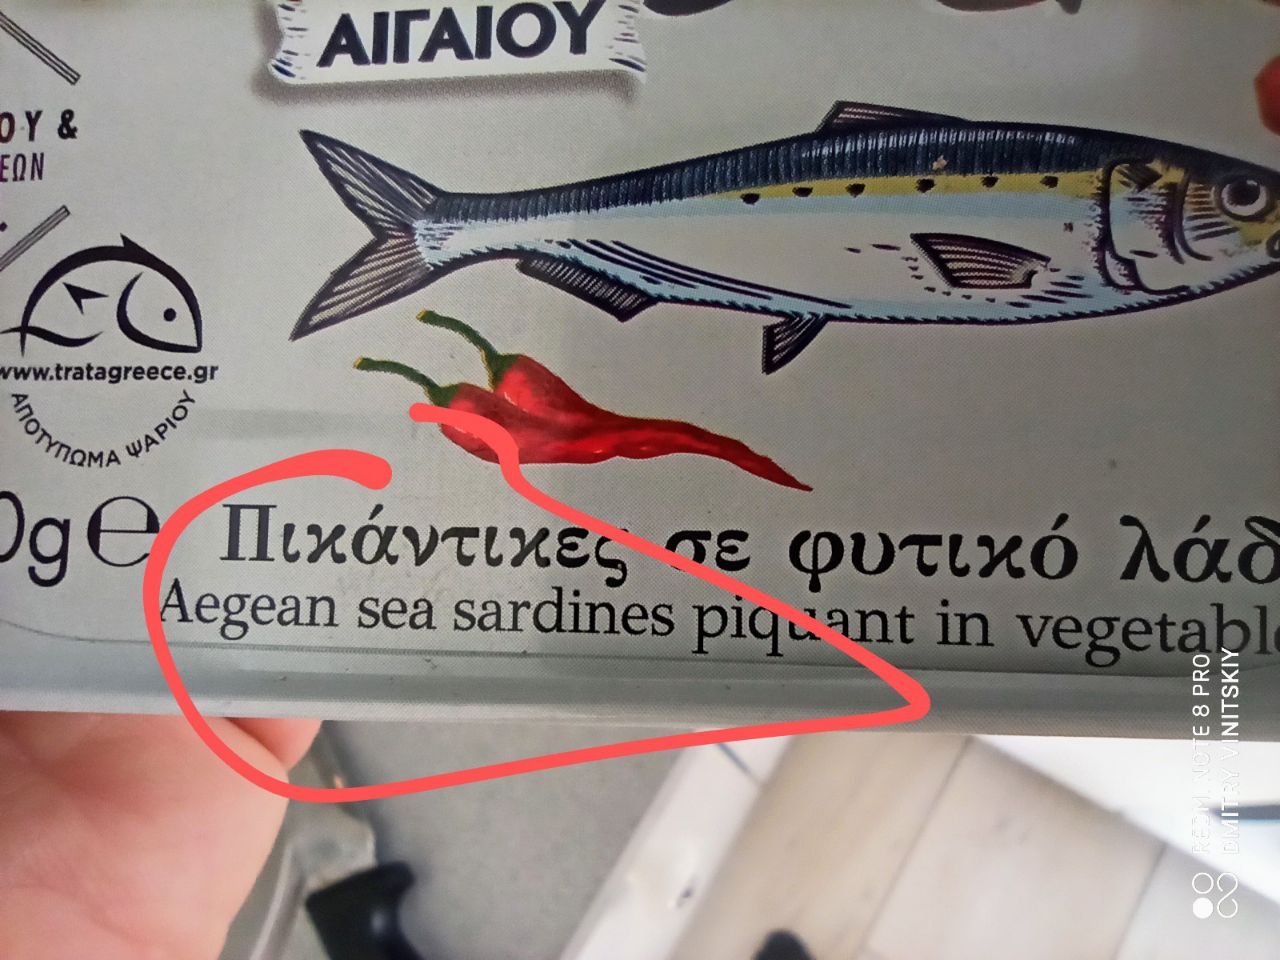 ΑΙΓΑΙΟΥ
ΟΥ &
ΕΩΝ
www.tratagreece.gr
ΑΠΟΤΥΠΩΜΑ ΨΑΡΙΟΥ
0g e
Πικάντικες σε φυτικό λάδ
Aegean sea sardines piquant in vegetable
REDMI NOTE 8 PRO
DMITRY VINITSKIY